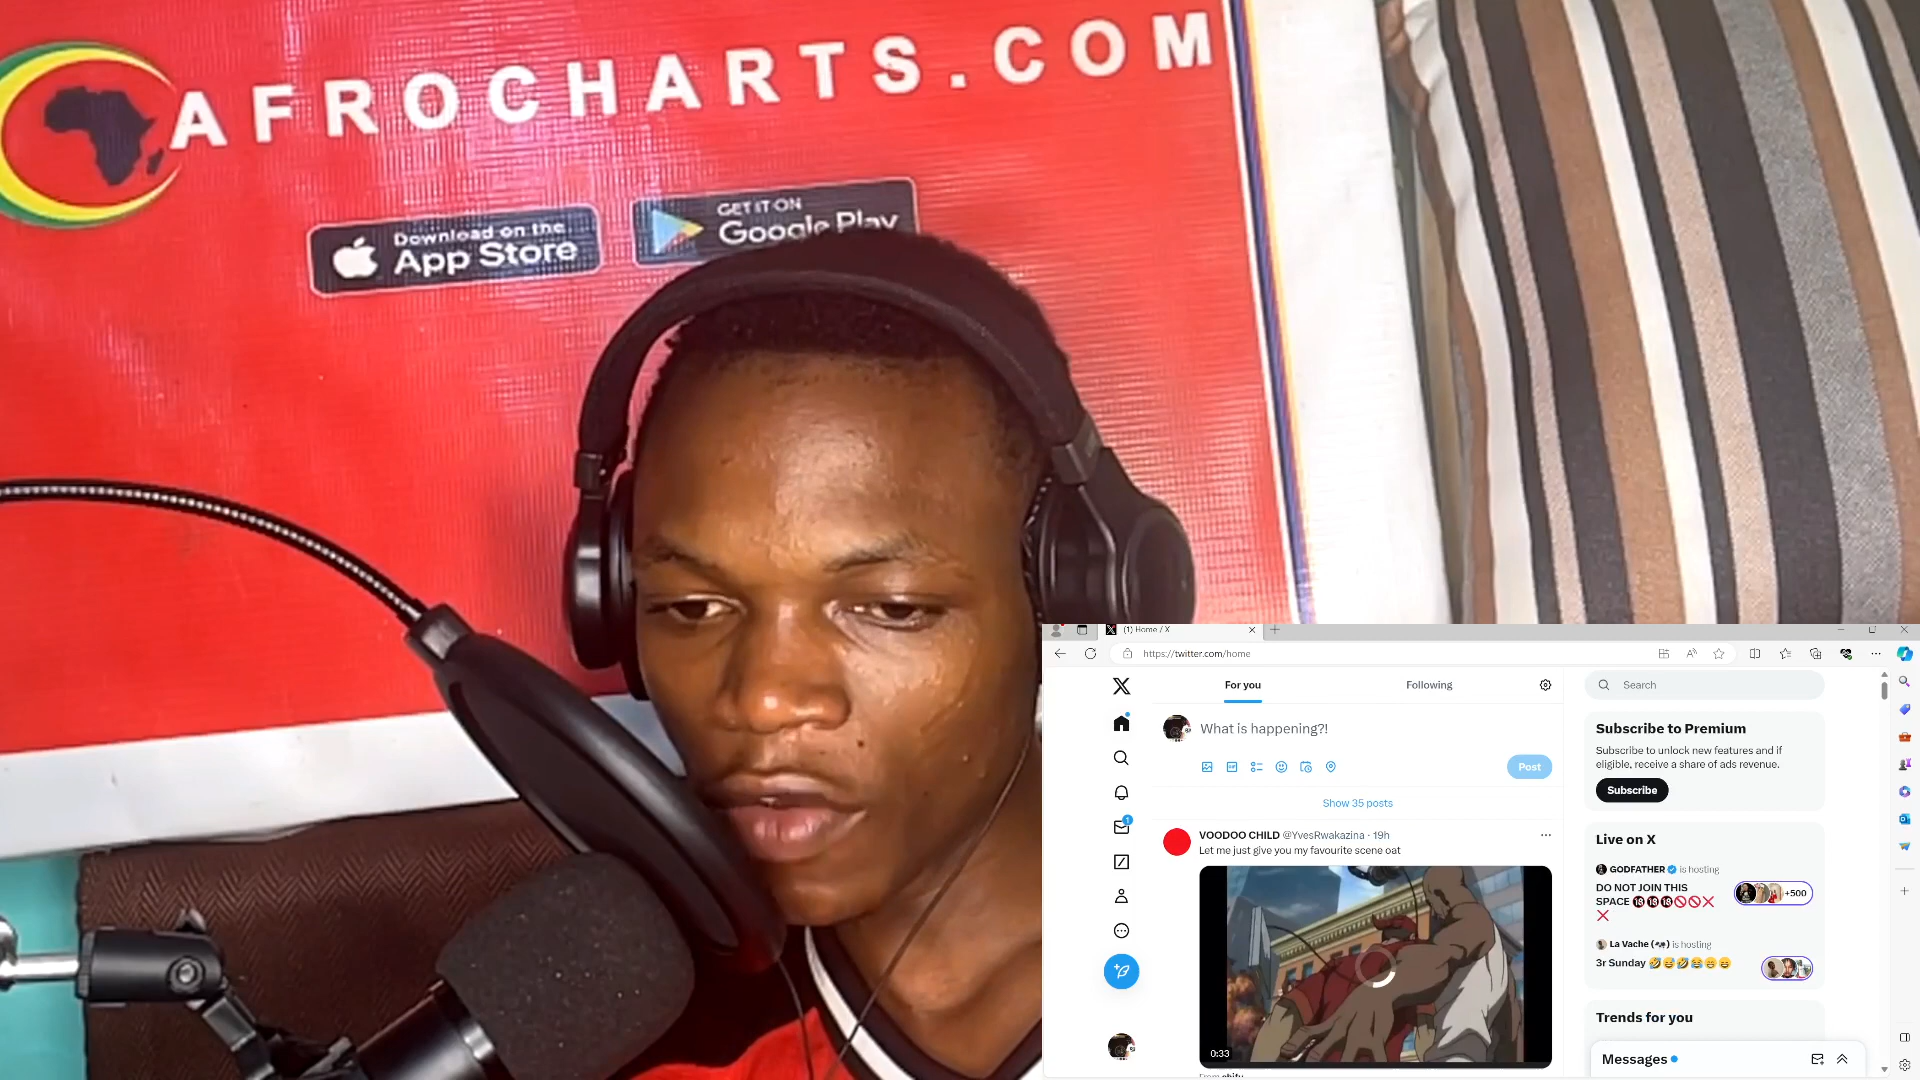 AFROCHARTS.COM
Download on the
App Store
GET IT ON
Google Play
(1) Home / X
https://twitter.com/home
For you
Following
Search
What is happening?!
Post
Show 35 posts
VOODOO CHILD @YvesRwakazina · 19h
Let me just give you my favourite scene oat
0:33
Subscribe to Premium
Subscribe to unlock new features and if
eligible, receive a share of ads revenue.
Subscribe
Live on X
GODFATHER is hosting
DO NOT JOIN THIS
SPACE 🔞🔞🔞🚫🚫❌
❌
+500
La Vache is hosting
3r Sunday 🤣😅🤣😂😁😁
Trends for you
Messages
1